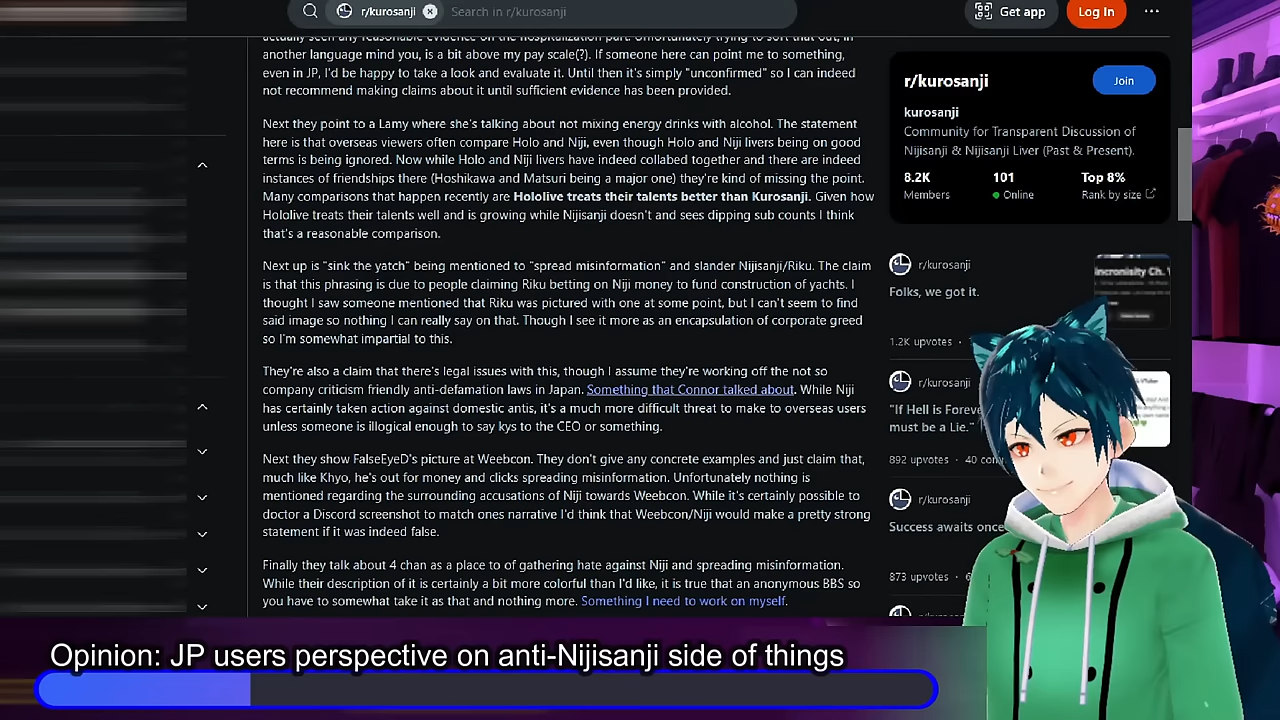 r/kurosanji
Search in r/kurosanji
Get app
Log In
another language mind you, is a bit above my pay scale(?). If someone here can point me to something,
even in JP, I'd be happy to take a look and evaluate it. Until then it's simply "unconfirmed" so I can indeed
not recommend making claims about it until sufficient evidence has been provided.
Next they point to a Lamy where she's talking about not mixing energy drinks with alcohol. The statement
here is that overseas viewers often compare Holo and Niji, even though Holo and Niji livers being on good
terms is being ignored. Now while Holo and Niji livers have indeed collabed together and there are indeed
instances of friendships there (Hoshikawa and Matsuri being a major one) they're kind of missing the point.
Many comparisons that happen recently are Hololive treats their talents better than Kurosanji. Given how
Hololive treats their talents well and is growing while Nijisanji doesn't and sees dipping sub counts I think
that's a reasonable comparison.
Next up is "sink the yatch" being mentioned to "spread misinformation" and slander Nijisanji/Riku. The claim
is that this phrasing is due to people claiming Riku betting on Niji money to fund construction of yachts. I
thought I saw someone mention that Riku was pictured with one at some point, but I can't seem to find
said image so nothing I can really say on that. Though I see it more as an encapsulation of corporate greed
so I'm somewhat impartial to this.
They're also a claim that there's legal issues with this, though I assume they're working off the not so
company criticism friendly anti-defamation laws in Japan. Something that Connor talked about. While Niji
has certainly taken action against domestic antis, it's a much more difficult threat to make to overseas users
unless someone is illogical enough to say kys to the CEO or something.
Next they show FalseEyeD's picture at Weebcon. They don't give any concrete examples and just claim that,
much like Khyo, he's out for money and clicks spreading misinformation. Unfortunately nothing is
mentioned regarding the surrounding accusations of Niji towards Weebcon. While it's certainly possible to
doctor a Discord screenshot to match ones narrative I'd think that Weebcon/Niji would make a pretty strong
statement if it was indeed false.
Finally they talk about 4 chan as a place to of gathering hate against Niji and spreading misinformation.
While their description of it is certainly a bit more colorful than I'd like, it is true that an anonymous BBS so
you have to somewhat take it as that and nothing more. Something I need to work on myself.
r/kurosanji
Join
kurosanji
Community for Transparent Discussion of
Nijisanji & Nijisanji Liver (Past & Present).
8.2K 101 Top 8%
Members Online Rank by size
r/kurosanji
Folks, we got it.
1.2K upvotes ·
r/kurosanji
"If Hell is Foreve
must be a Lie."
892 upvotes · 40 com
r/kurosanji
Success awaits once
873 upvotes ·
Opinion: JP users perspective on anti-Nijisanji side of things